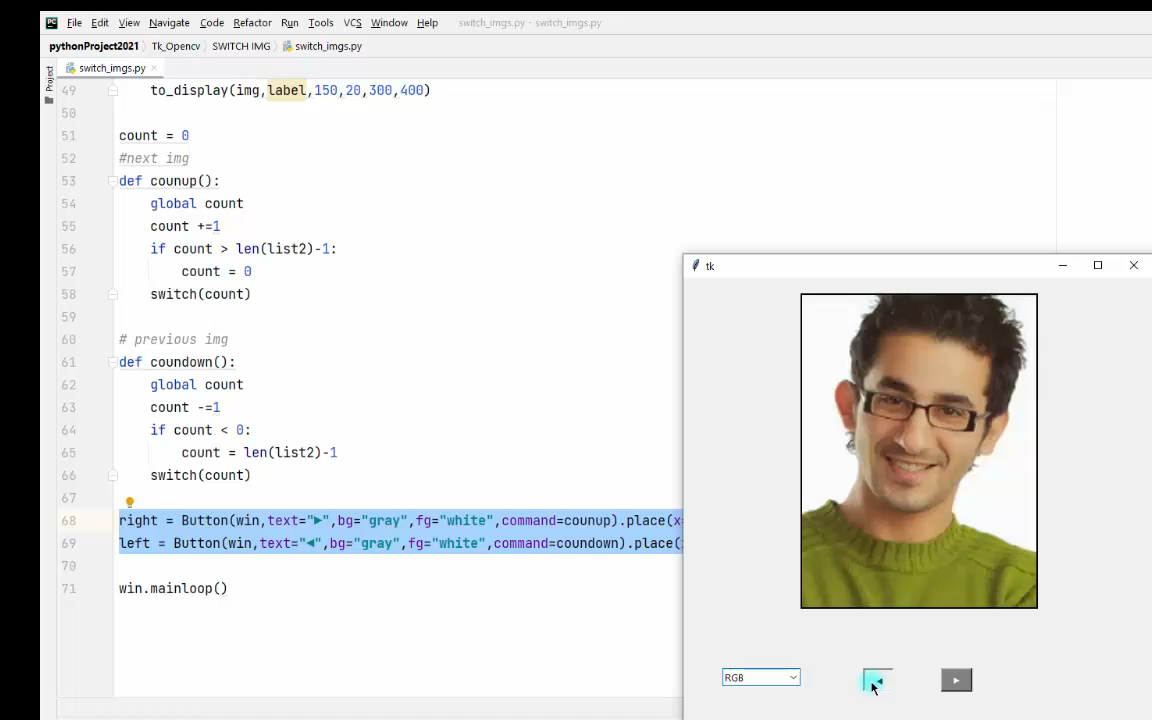 File Edit View Navigate Code Refactor Run Tools VCS Window Help switch_imgs.py - switch_imgs.py
pythonProject2021 Tk_Opencv SWITCH IMG switch_imgs.py
Project
switch_imgs.py
49 to_display(img,label,150,20,300,400)
50
51 count = 0
52 #next img
53 def counup():
54 global count
55 count +=1
56 if count > len(list2)-1:
57 count = 0
58 switch(count)
59
60 # previous img
61 def coundown():
62 global count
63 count -=1
64 if count < 0:
65 count = len(list2)-1
66 switch(count)
67
68 right = Button(win,text="►",bg="gray",fg="white",command=counup).place(x=
69 left = Button(win,text="◄",bg="gray",fg="white",command=coundown).place(
70
71 win.mainloop()
tk
RGB
◄ ►